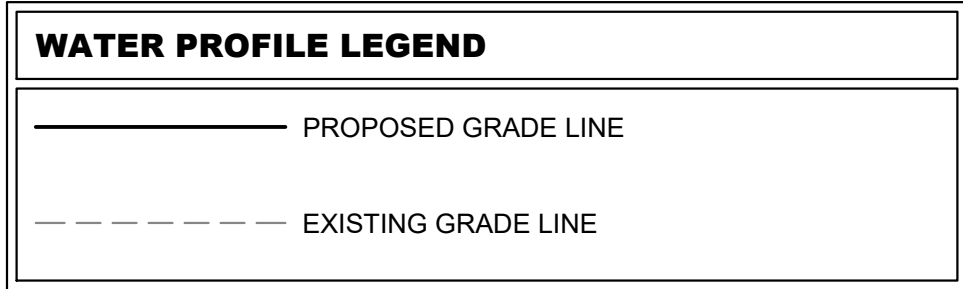 WATER PROFILE LEGEND
PROPOSED GRADE LINE
EXISTING GRADE LINE